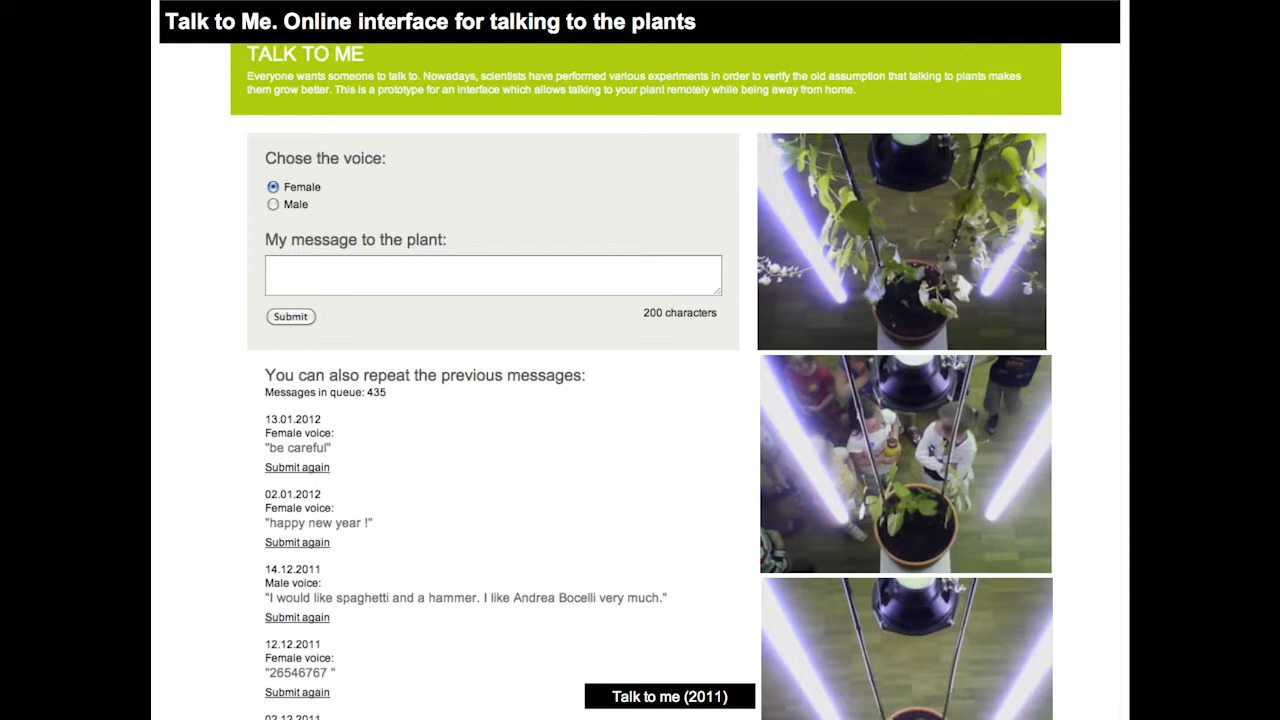 Talk to Me. Online interface for talking to the plants
TALK TO ME
Everyone wants someone to talk to. Nowadays, scientists have performed various experiments in order to verify the old assumption that talking to plants makes
them grow better. This is a prototype for an interface which allows talking to your plant remotely while being away from home.
Chose the voice:
Female
Male
My message to the plant:
Submit
200 characters
You can also repeat the previous messages:
Messages in queue: 435
13.01.2012
Female voice:
"be careful"
Submit again
02.01.2012
Female voice:
"happy new year !"
Submit again
14.12.2011
Male voice:
"I would like spaghetti and a hammer. I like Andrea Bocelli very much."
Submit again
12.12.2011
Female voice:
"26546767 "
Submit again
Talk to me (2011)